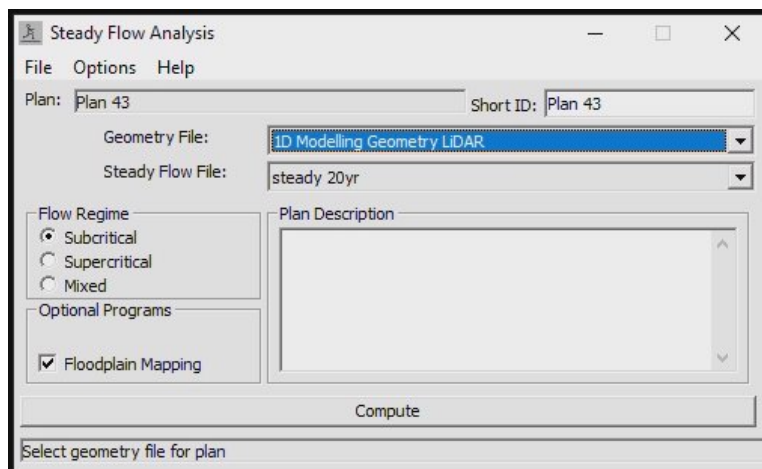 Steady Flow Analysis
File Options Help
Plan: Plan 43 Short ID: Plan 43
Geometry File: 1D Modelling Geometry LiDAR
Steady Flow File: steady 20yr
Flow Regime
Subcritical
Supercritical
Mixed
Optional Programs
Floodplain Mapping
Plan Description
Compute
Select geometry file for plan